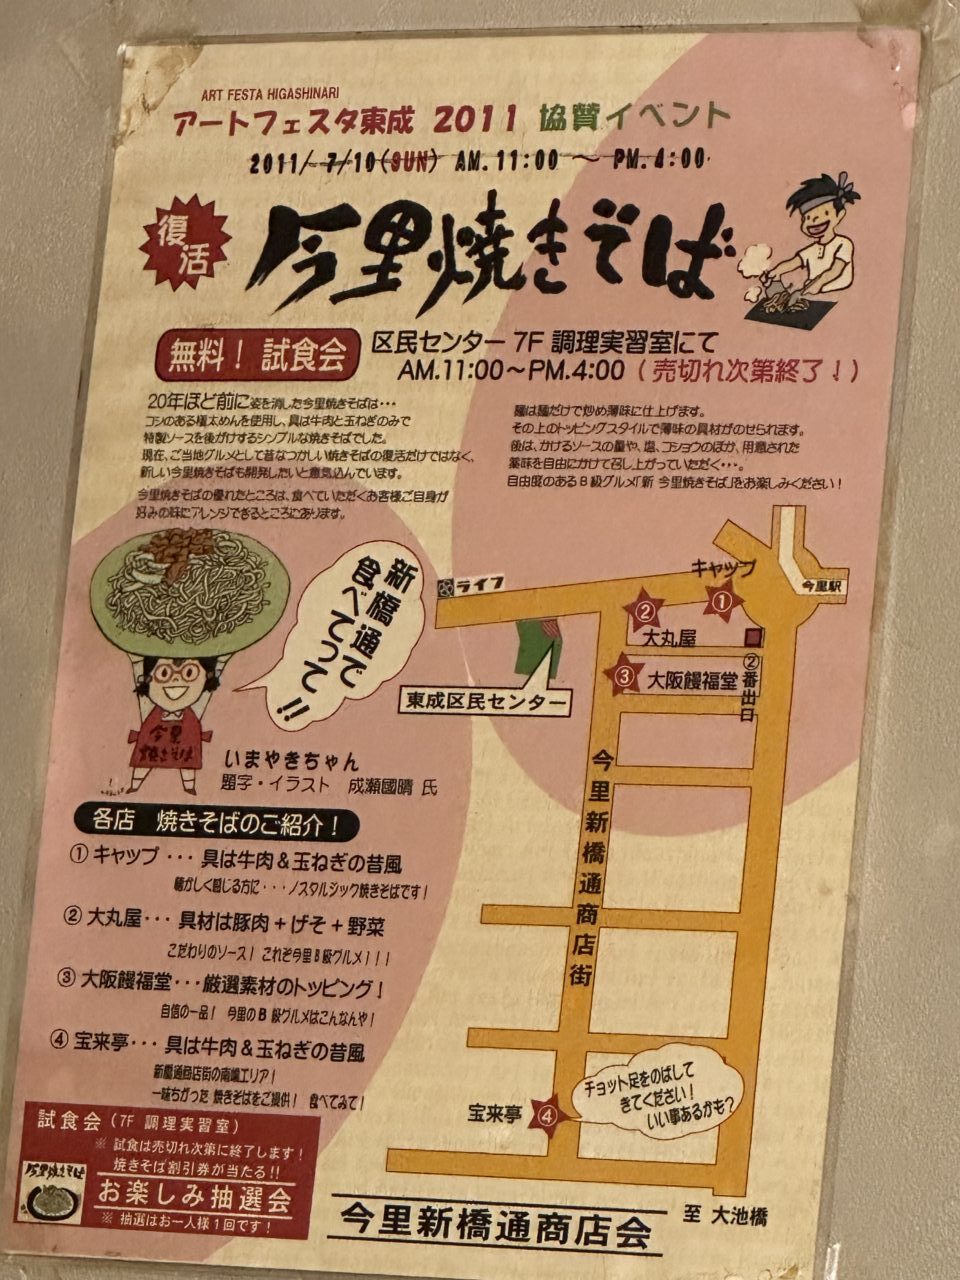 ART FESTA HIGASHINARI
アートフェスタ東成 2011 協賛イベント
2011/ 7/10(SUN) AM.11:00 ～ PM.4:00
復活
今里焼きそば
無料！ 試食会
区民センター 7F 調理実習室にて
AM.11:00～PM.4:00（売切れ次第終了！）
20年ほど前に姿を消した今里焼きそばは・・・
コシのある極太めんを使用し、具は牛肉と玉ねぎのみで
特製ソースを後がけするシンプルな焼きそばでした。
現在、ご当地グルメとして昔なつかしい焼きそばの復活だけではなく、
新しい今里焼きそばも開発したいと意気込んでいます。
今里焼きそばの優れたところは、食べていただくお客様ご自身が
好みの味にアレンジできるところにあります。
麺は麺だけで炒め薄味に仕上げます。
その上のトッピングスタイルで薄味の具材がのせられます。
後は、かけるソースの量や、塩、コショウのほか、用意された
薬味を自由にかけて召し上がっていただく・・・。
自由度のあるB級グルメ「新 今里焼きそば」をお楽しみください！
新橋通で
食べてって!!
今里
焼きそば
いまやきちゃん
題字・イラスト 成瀬國晴 氏
ライフ
キャップ
今里駅
②
①
大丸屋
③
大阪饅福堂
②番出口
東成区民センター
今里新橋通商店街
各店 焼きそばのご紹介！
①キャップ・・・具は牛肉＆玉ねぎの昔風
懐かしく感じる方に・・・ノスタルジック焼きそばです！
②大丸屋・・・具材は豚肉＋げそ＋野菜
こだわりのソース！ これぞ今里B級グルメ！！！
③大阪饅福堂・・・厳選素材のトッピング！
自信の一品！ 今里のB級グルメはこんなんや！
④宝来亭・・・具は牛肉＆玉ねぎの昔風
新橋通商店街の南端エリア！
一味ちがった 焼きそばをご提供！ 食べてみて！
チョット足をのばして
きてください！
いい事あるかも？
宝来亭
④
試食会（7F 調理実習室）
※ 試食は売切れ次第に終了します！
焼きそば割引券が当たる!!
お楽しみ抽選会
※ 抽選はお一人様1回です！
今里焼きそば
今里新橋通商店会
至 大池橋